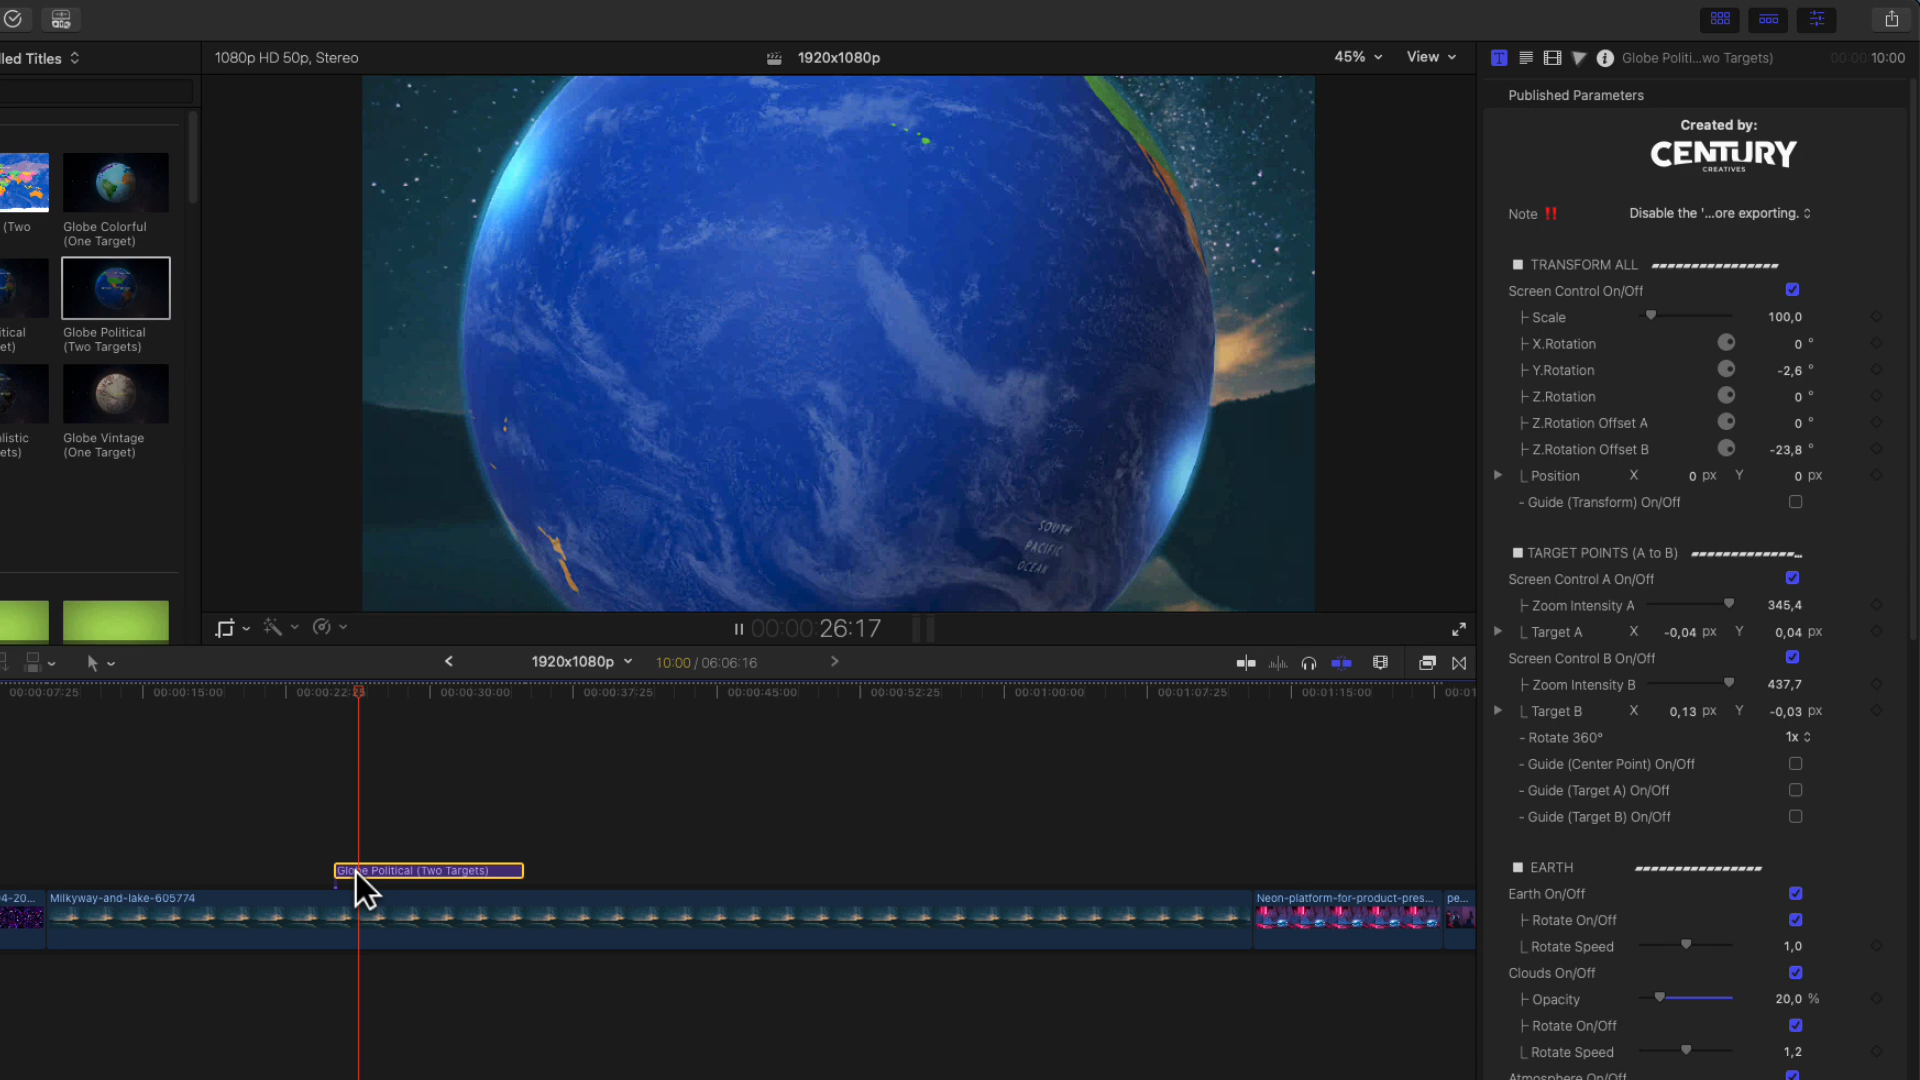 lled Titles
1080p HD 50p, Stereo
1920x1080p
45%
View
Globe Politi...wo Targets)
00:00:10:00
Published Parameters
Created by:
CENTURY
CREATIVES
Note ‼
Disable the '...ore exporting.
TRANSFORM ALL
Screen Control On/Off
Scale 100,0
X.Rotation 0 °
Y.Rotation -2,6 °
Z.Rotation 0 °
Z.Rotation Offset A 0 °
Z.Rotation Offset B -23,8 °
Position X 0 px Y 0 px
- Guide (Transform) On/Off
TARGET POINTS (A to B)
Screen Control A On/Off
Zoom Intensity A 345,4
Target A X -0,04 px Y 0,04 px
Screen Control B On/Off
Zoom Intensity B 437,7
Target B X 0,13 px Y -0,03 px
- Rotate 360° 1x
- Guide (Center Point) On/Off
- Guide (Target A) On/Off
- Guide (Target B) On/Off
EARTH
Earth On/Off
Rotate On/Off
Rotate Speed 1,0
Clouds On/Off
Opacity 20,0 %
Rotate On/Off
Rotate Speed 1,2
Atmosphere On/Off
(Two
Globe Colorful
(One Target)
itical
et)
Globe Political
(Two Targets)
listic
ets)
Globe Vintage
(One Target)
SOUTH
PACIFIC
OCEAN
00:00:26:17
1920x1080p
10:00 / 06:06:16
00:00:07:25
00:00:15:00
00:00:22:25
00:00:30:00
00:00:37:25
00:00:45:00
00:00:52:25
00:01:00:00
00:01:07:25
00:01:15:00
00:01
Globe Political (Two Targets)
4-20...
Milkyway-and-lake-605774
Neon-platform-for-product-pres...
pe...